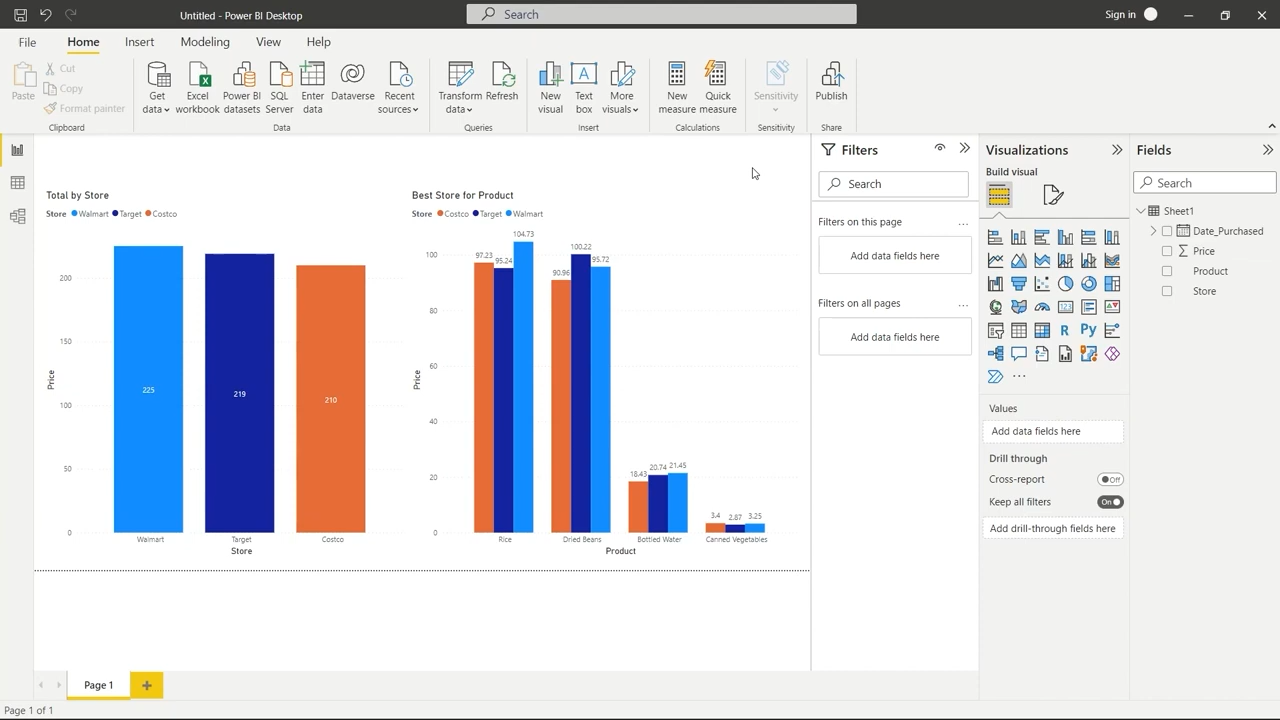 Untitled - Power BI Desktop
Search
Sign in
File Home Insert Modeling View Help
Paste
Cut
Copy
Format painter
Clipboard
Get data
Excel workbook
Power BI datasets
SQL Server
Enter data
Dataverse
Recent sources
Data
Transform data
Refresh
Queries
New visual
Text box
More visuals
Insert
New measure
Quick measure
Calculations
Sensitivity
Sensitivity
Publish
Share
Total by Store
Store Walmart Target Costco
200
150
100
50
0
Price
225
219
210
Walmart Target Costco
Store
Best Store for Product
Store Costco Target Walmart
100
80
60
40
20
0
Price
97.23 95.24 104.73
90.96 100.22 95.72
18.43 20.74 21.45
3.4 2.87 3.25
Rice Dried Beans Bottled Water Canned Vegetables
Product
Filters
Search
Filters on this page ...
Add data fields here
Filters on all pages ...
Add data fields here
Visualizations
Build visual
R Py
123
...
Values
Add data fields here
Drill through
Cross-report Off
Keep all filters On
Add drill-through fields here
Fields
Search
Sheet1
Date_Purchased
Σ Price
Product
Store
Page 1
Page 1 of 1